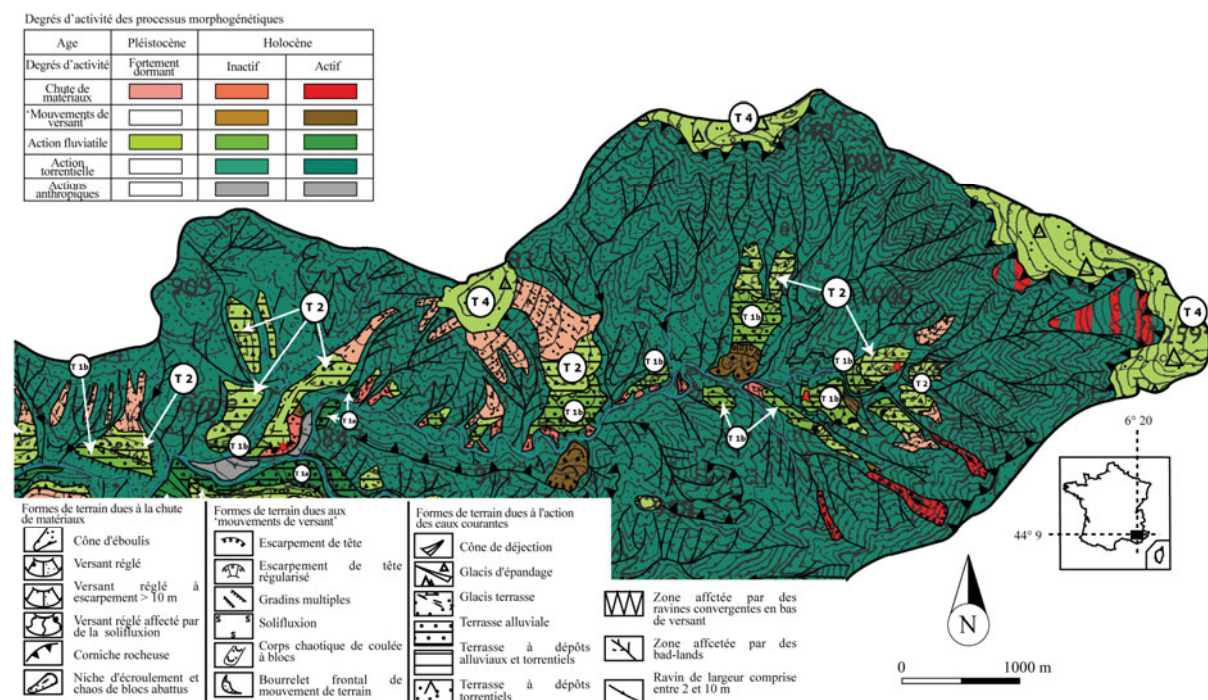 Degrés d'activité des processus morphogénétiques
Age Pléistocène Holocène
Degrés d'activité Fortement dormant Inactif Actif
Chute de matériaux
'Mouvements de versant'
Action fluviatile
Action torrentielle
Actions anthropiques
T 4
T 4
T 4
T 2
T 2
T 1b
T 2
T 1b
T 2
T 1b
T 1b
T 2
T 1b
T 1b
T 1a
T 1b
T 1b
T 1a
6° 20
44° 9
N
0 1000 m
Formes de terrain dues à la chute
de matériaux
Cône d'éboulis
Versant réglé
Versant réglé à
escarpement > 10 m
Versant réglé affecté par
de la solifluxion
Corniche rocheuse
Niche d'écroulement et
chaos de blocs abattus
Formes de terrain dues aux
'mouvements de versant'
Escarpement de tête
Escarpement de tête
régularisé
Gradins multiples
S S S
Solifluxion
Corps chaotique de coulée
à blocs
Bourrelet frontal de
mouvement de terrain
Formes de terrain dues à l'action
des eaux courantes
Cône de déjection
Glacis d'épandage
Glacis terrasse
Terrasse alluviale
Terrasse à dépôts
alluviaux et torrentiels
Terrasse à dépôts
torrentiels
Zone affctée par des
ravines convergentes en bas
de versant
Zone affcetée par des
bad-lands
Ravin de largeur comprise
entre 2 et 10 m